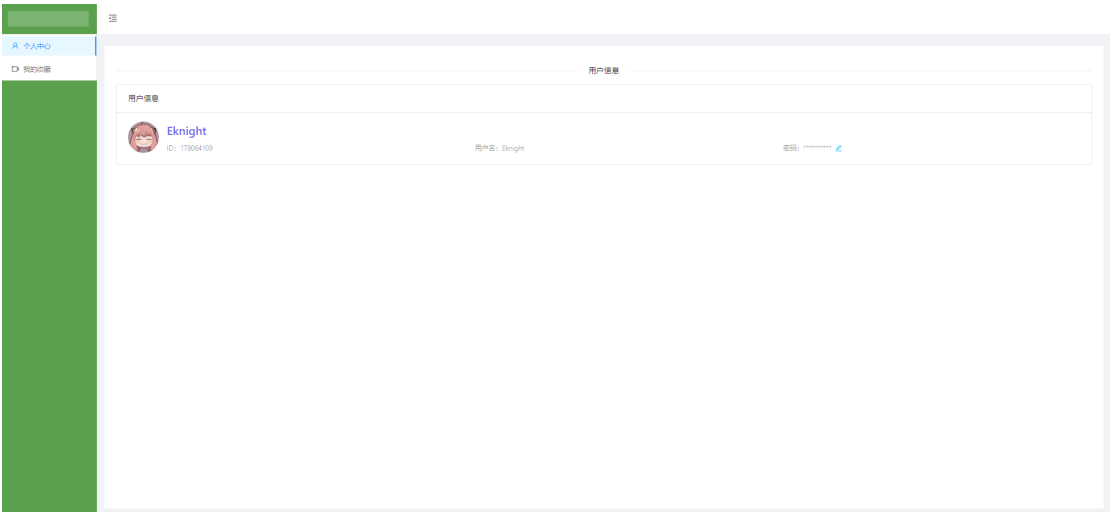 个人中心
我的收藏
用户信息
用户信息
Eknight
ID: 178064109 用户名: Eknight 密码: **********